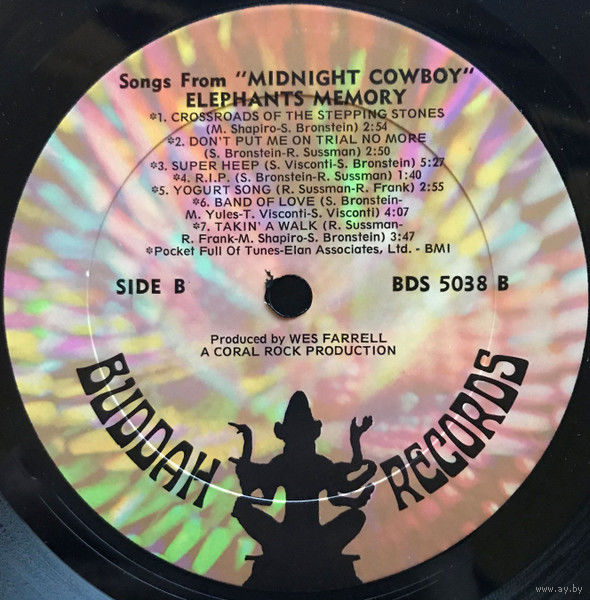 Songs From "MIDNIGHT COWBOY"
ELEPHANTS MEMORY
*1. CROSSROADS OF THE STEPPING STONES
(M. Shapiro-S. Bronstein) 2:54
*2. DON'T PUT ME ON TRIAL NO MORE
(S. Bronstein-R. Sussman) 2:50
*3. SUPER HEEP (S. Visconti-S. Bronstein) 5:27
*4. R.I.P. (S. Bronstein-R. Sussman) 1:40
*5. YOGURT SONG (R. Sussman-R. Frank) 2:55
*6. BAND OF LOVE (S. Bronstein-
M. Yules-T. Visconti-S. Visconti) 4:07
*7. TAKIN' A WALK (R. Sussman-
R. Frank-M. Shapiro-S. Bronstein) 3:47
*Pocket Full Of Tunes-Elan Associates, Ltd. - BMI
SIDE B
BDS 5038 B
Produced by WES FARRELL
A CORAL ROCK PRODUCTION
BUDDAH RECORDS
www.ay.by